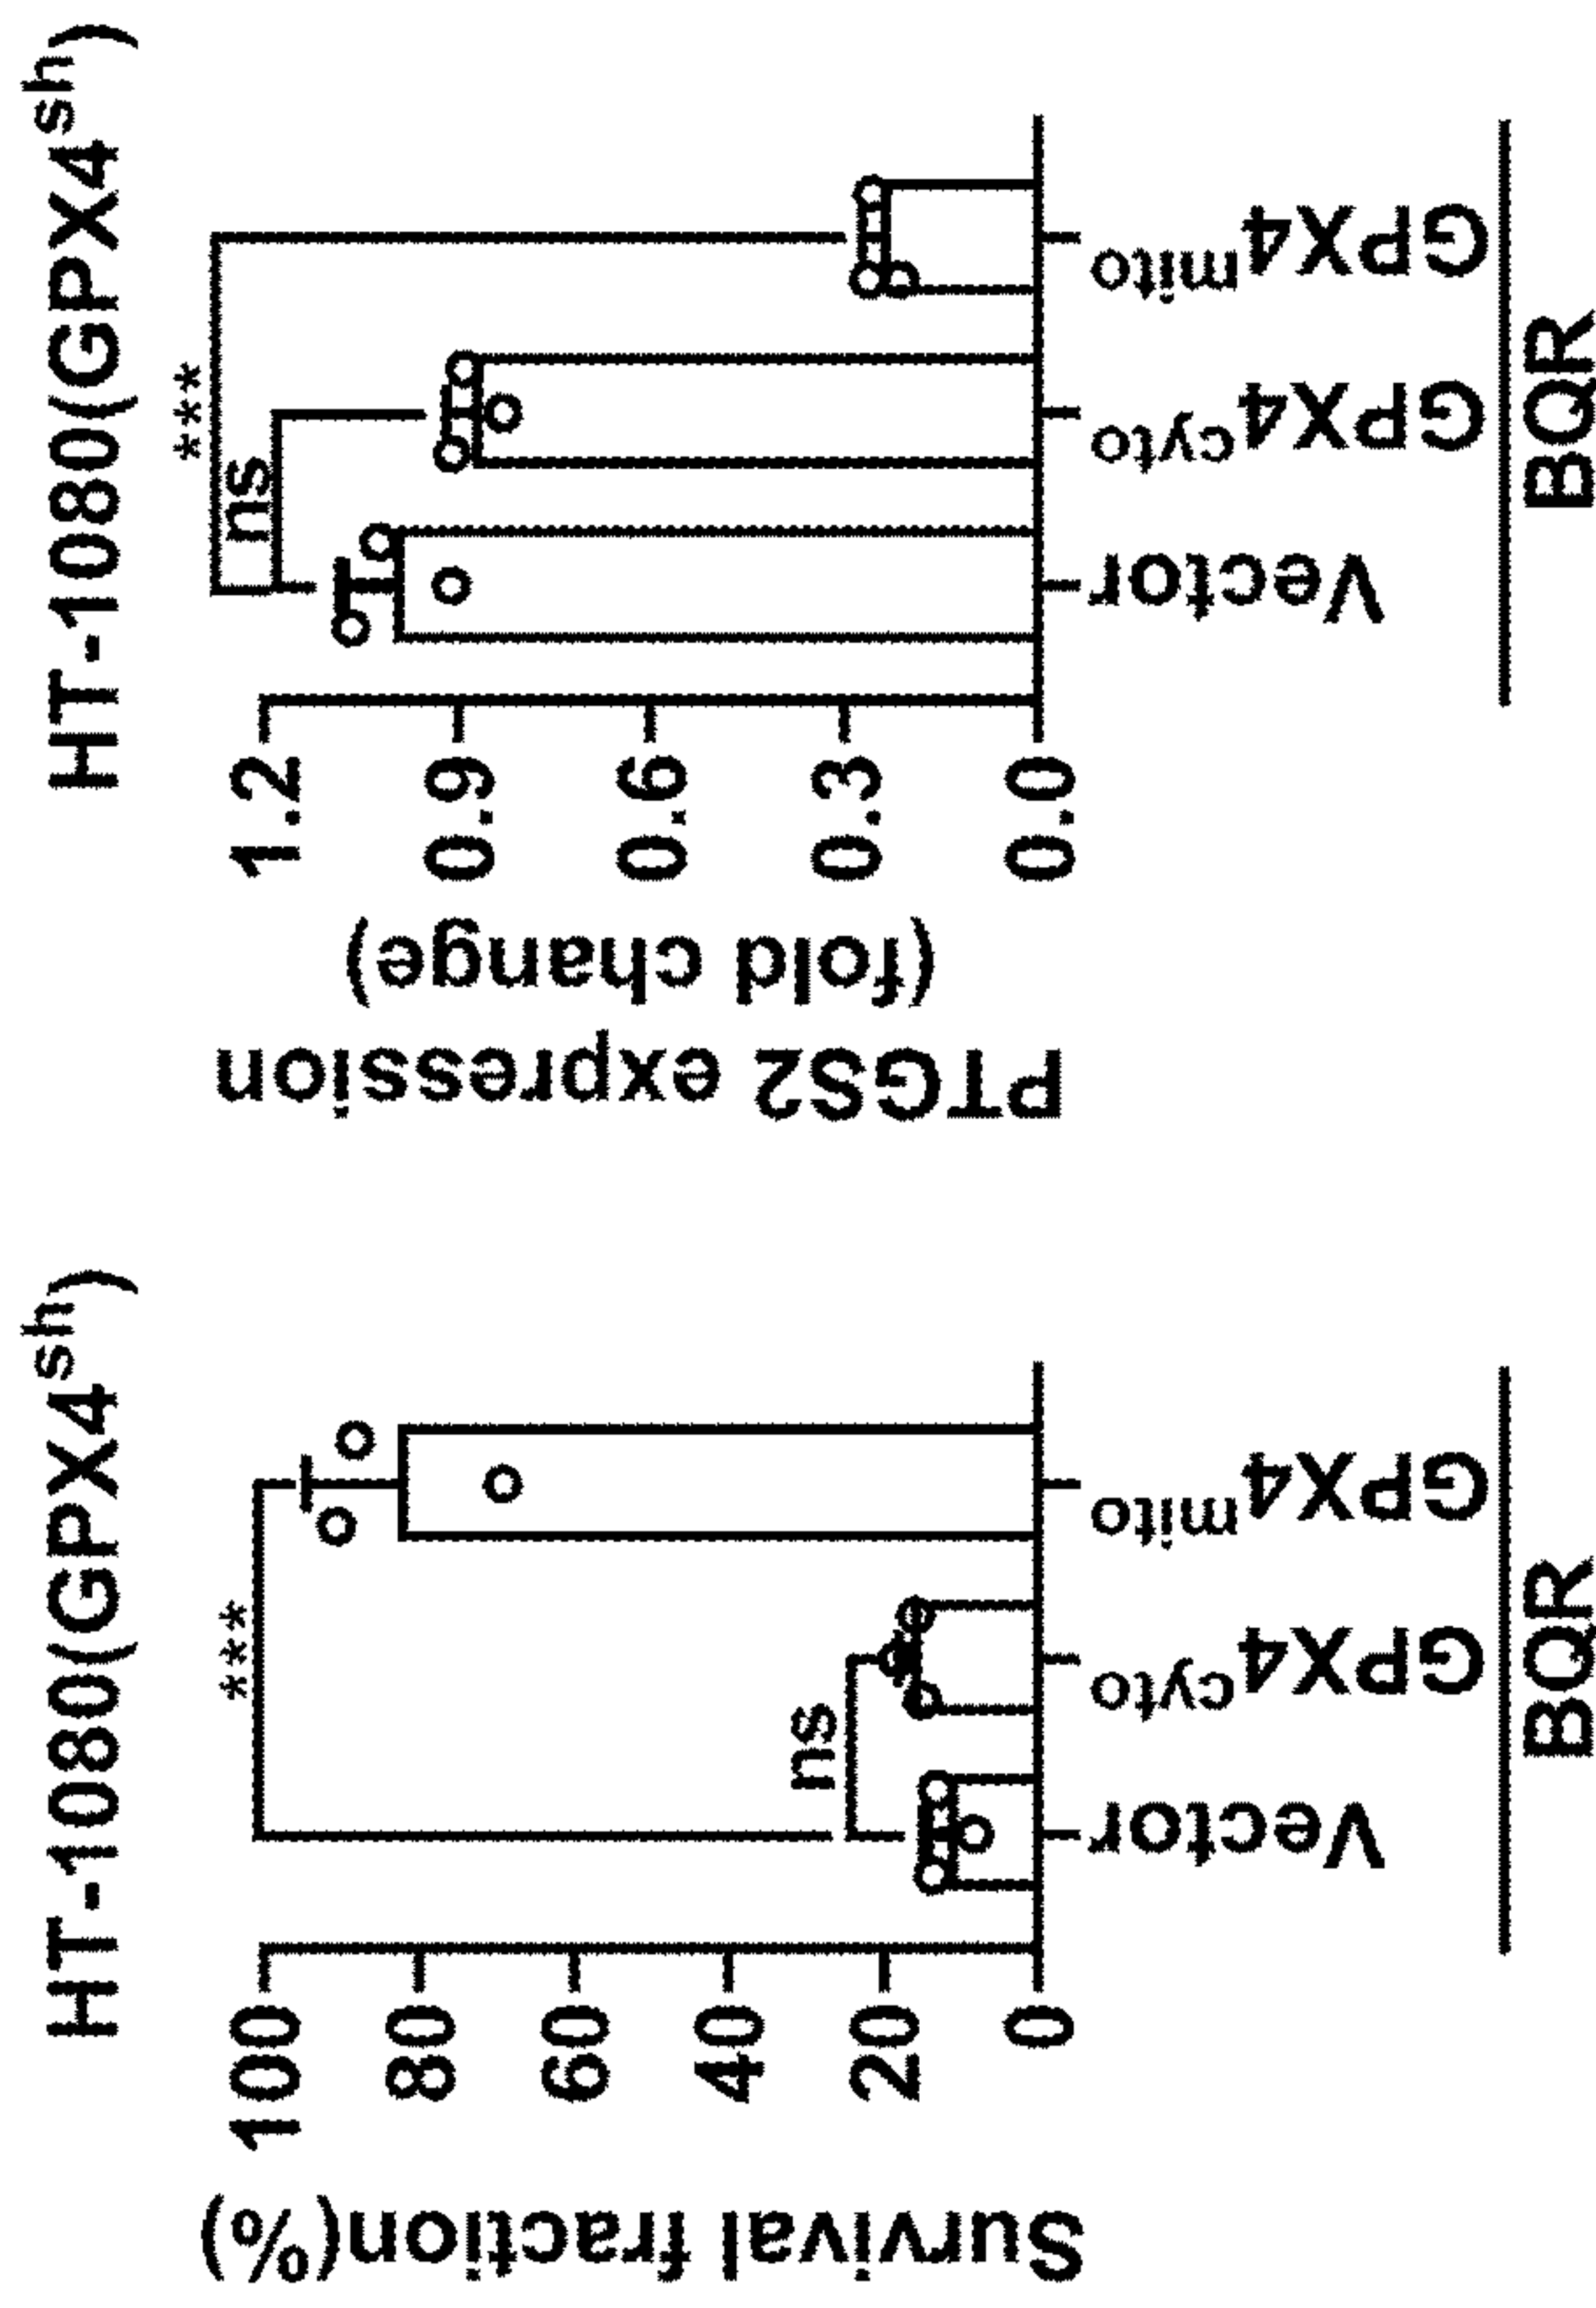 HT-1080(GPX4sh)
***
ns
Survival fraction(%)
100
80
60
40
20
0
Vector
GPX4cyto
GPX4mito
BQR
HT-1080(GPX4sh)
***
ns
PTGS2 expression
(fold change)
1.2
0.9
0.6
0.3
0.0
Vector
GPX4cyto
GPX4mito
BQR